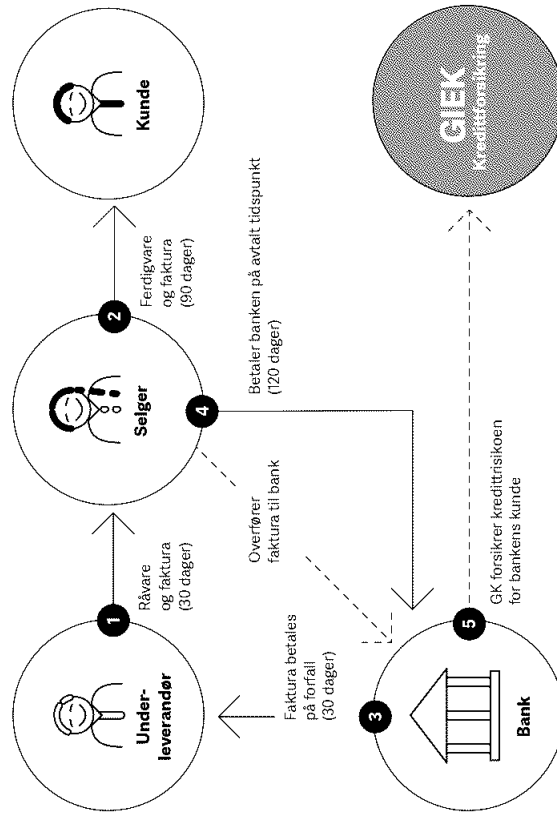 Under-
leverandør
1
Råvare
og faktura
(30 dager)
Selger
2
Ferdigvare
og faktura
(90 dager)
Kunde
3
Faktura betales
på forfall
(30 dager)
Overfører
faktura til bank
4
Betaler banken på avtalt tidspunkt
(120 dager)
Bank
5
GK forsikrer kredittrisikoen
for bankens kunde
GIEK
Kredittforsikring